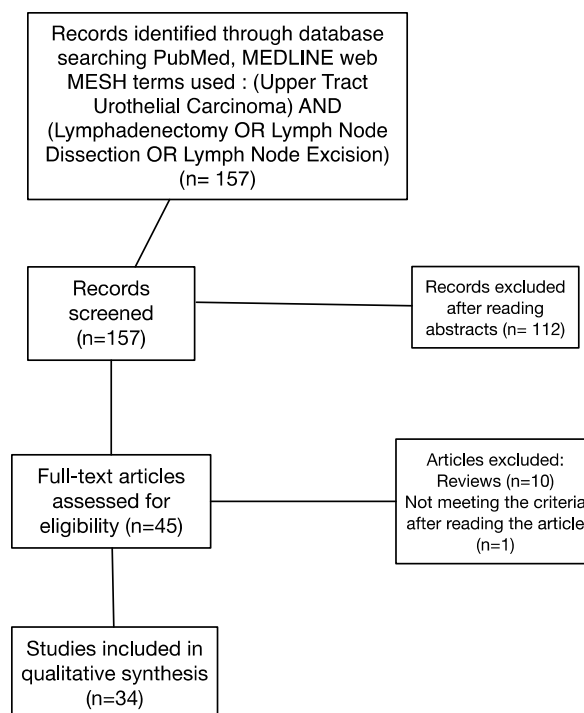 Records identified through database
searching PubMed, MEDLINE web
MESH terms used : (Upper Tract
Urothelial Carcinoma) AND
(Lymphadenectomy OR Lymph Node
Dissection OR Lymph Node Excision)
(n= 157)
Records
screened
(n=157)
Records excluded
after reading
abstracts (n= 112)
Full-text articles
assessed for
eligibility (n=45)
Articles excluded:
Reviews (n=10)
Not meeting the criteria
after reading the article
(n=1)
Studies included in
qualitative synthesis
(n=34)